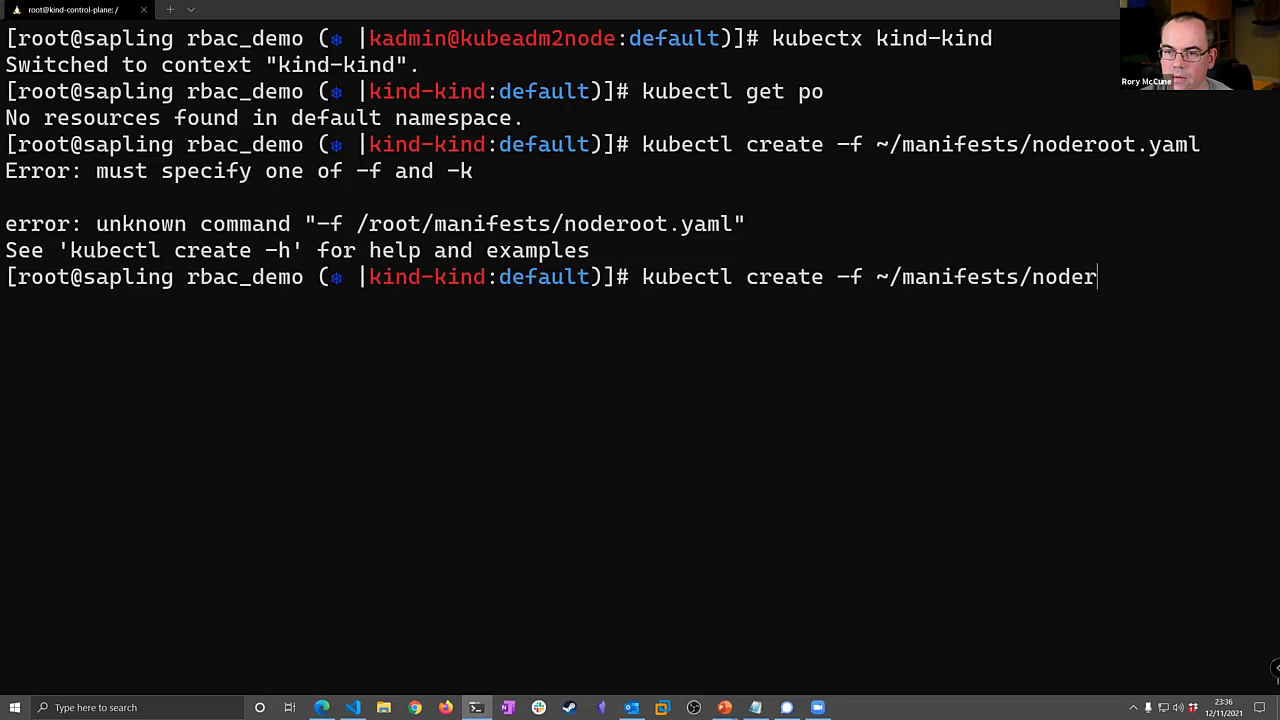 root@kind-control-plane: /
[root@sapling rbac_demo (⎈ |kadmin@kubeadm2node:default)]# kubectx kind-kind
Switched to context "kind-kind".
[root@sapling rbac_demo (⎈ |kind-kind:default)]# kubectl get po
No resources found in default namespace.
[root@sapling rbac_demo (⎈ |kind-kind:default)]# kubectl create –f ~/manifests/noderoot.yaml
Error: must specify one of -f and -k
error: unknown command "–f /root/manifests/noderoot.yaml"
See 'kubectl create -h' for help and examples
[root@sapling rbac_demo (⎈ |kind-kind:default)]# kubectl create -f ~/manifests/noder
Rory McCune
Type here to search
23:36
12/11/2021